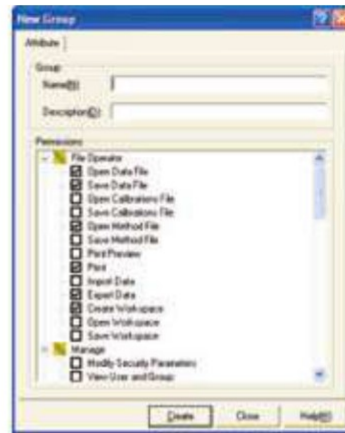 New Group
Attribute
Group
Name(N):
Description(D):
Permissions
File Operator
Open Data File
Save Data File
Open Calibrations File
Save Calibrations File
Open Method File
Save Method File
Print Preview
Print
Import Data
Export Data
Create Workspace
Open Workspace
Save Workspace
Manage
Modify Security Parameters
View User and Group
Create
Close
Help(H)